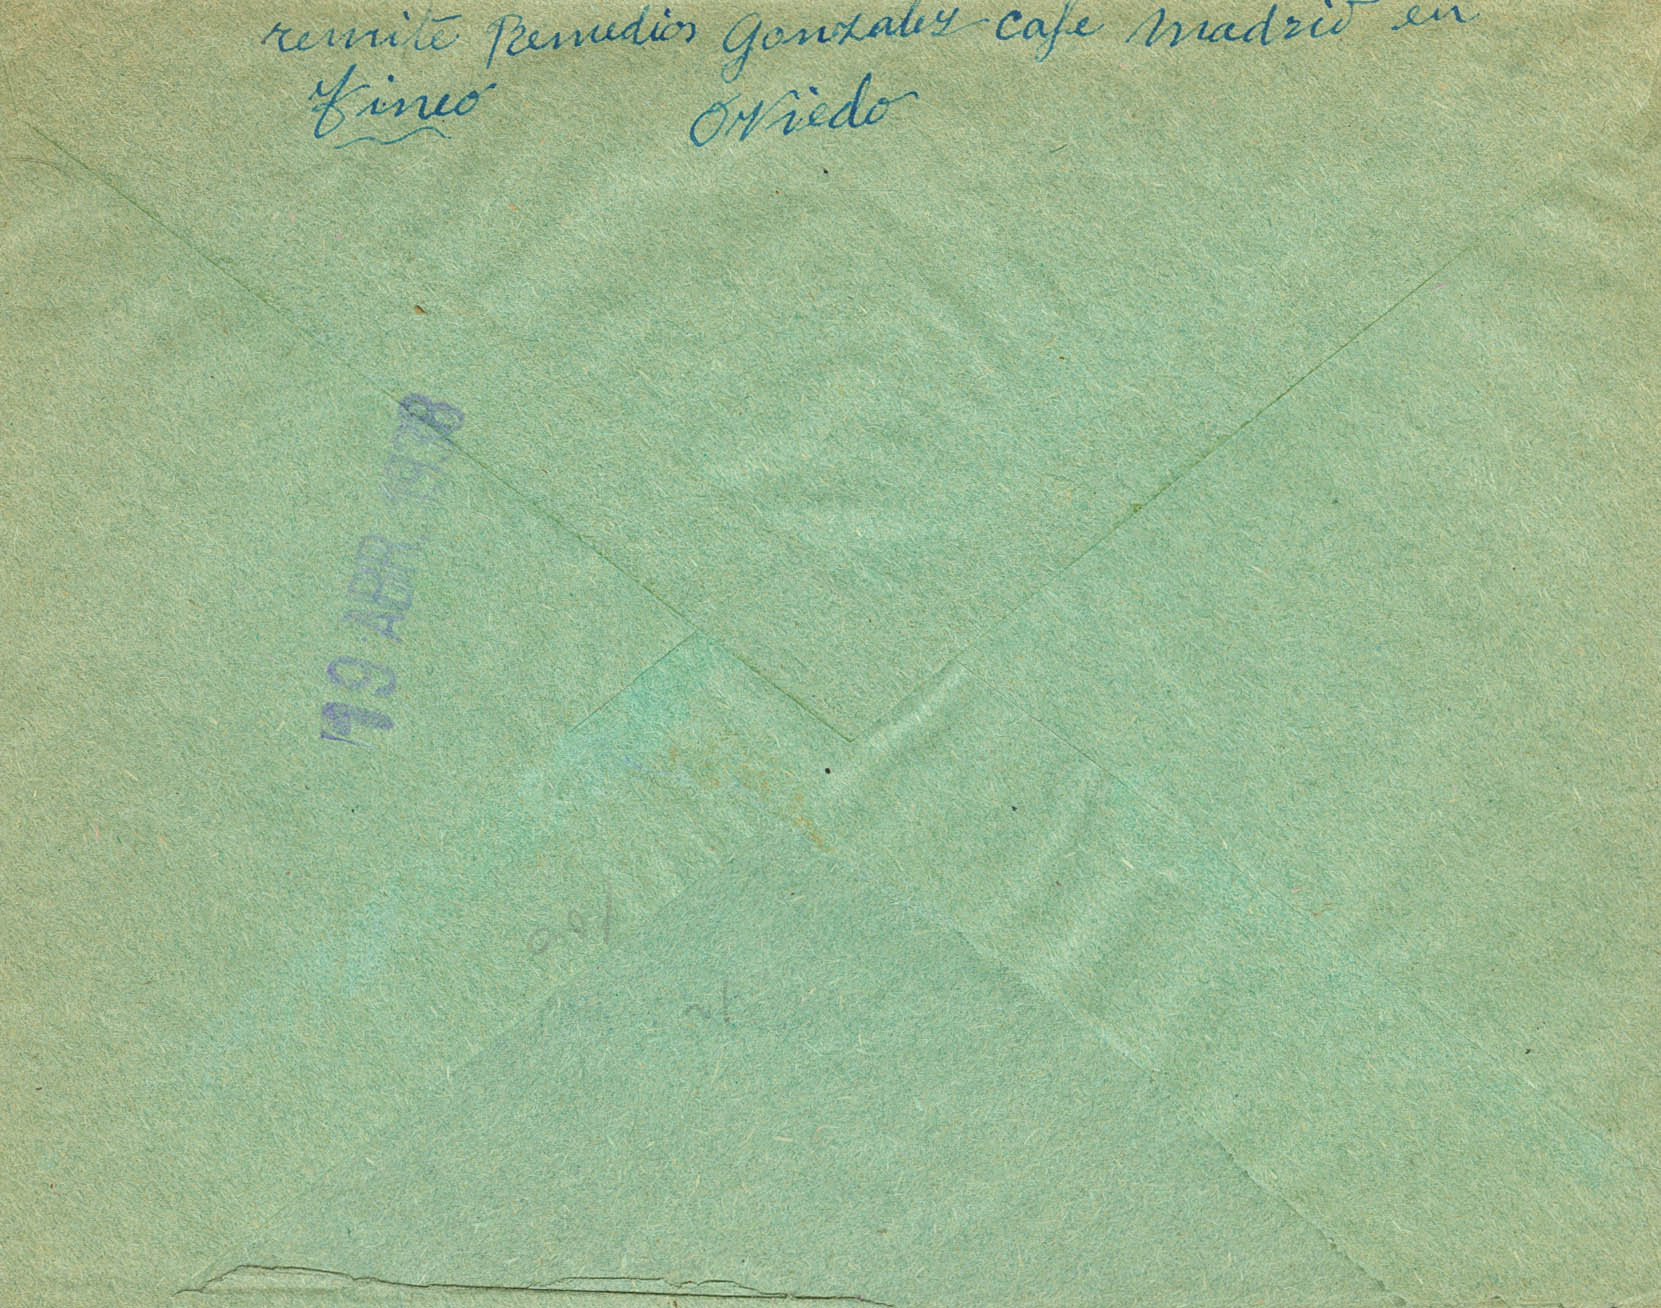 remite Remedios Gonzalez cafe Madrid en
Tineo Oviedo
19 ABR. 1938